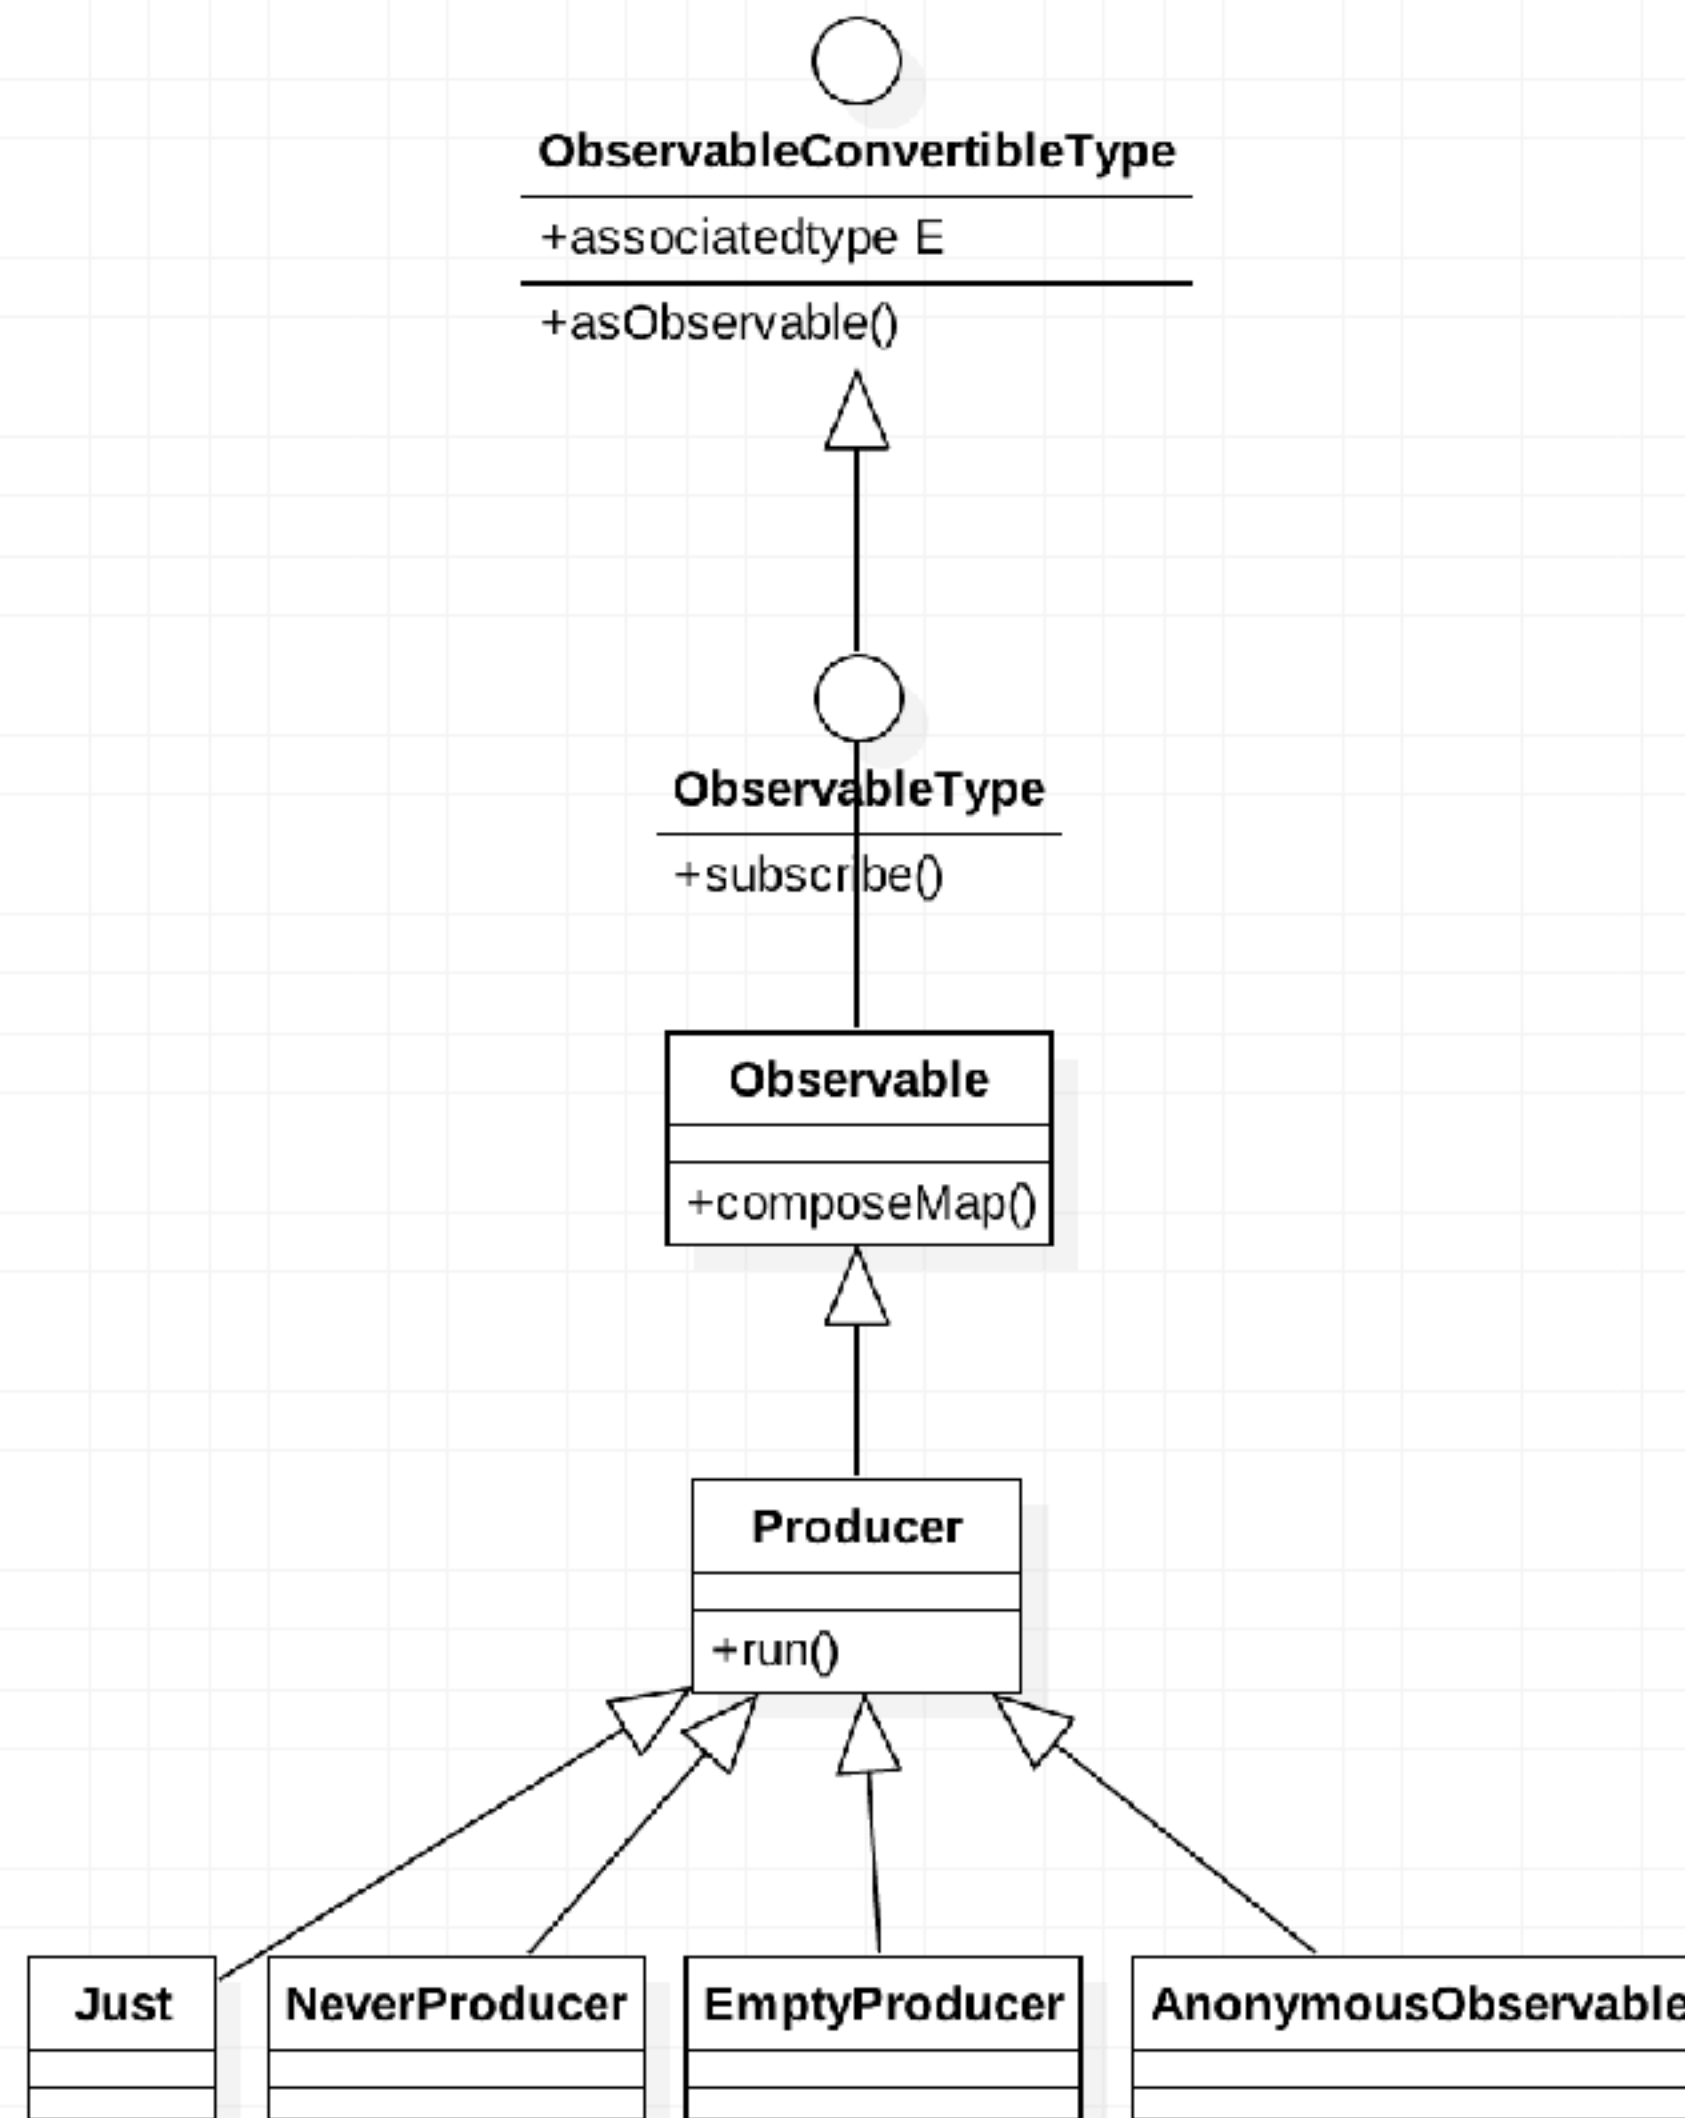 ObservableConvertibleType
+associatedtype E
+asObservable()
ObservableType
+subscribe()
Observable
+composeMap()
Producer
+run()
Just
NeverProducer
EmptyProducer
AnonymousObservable